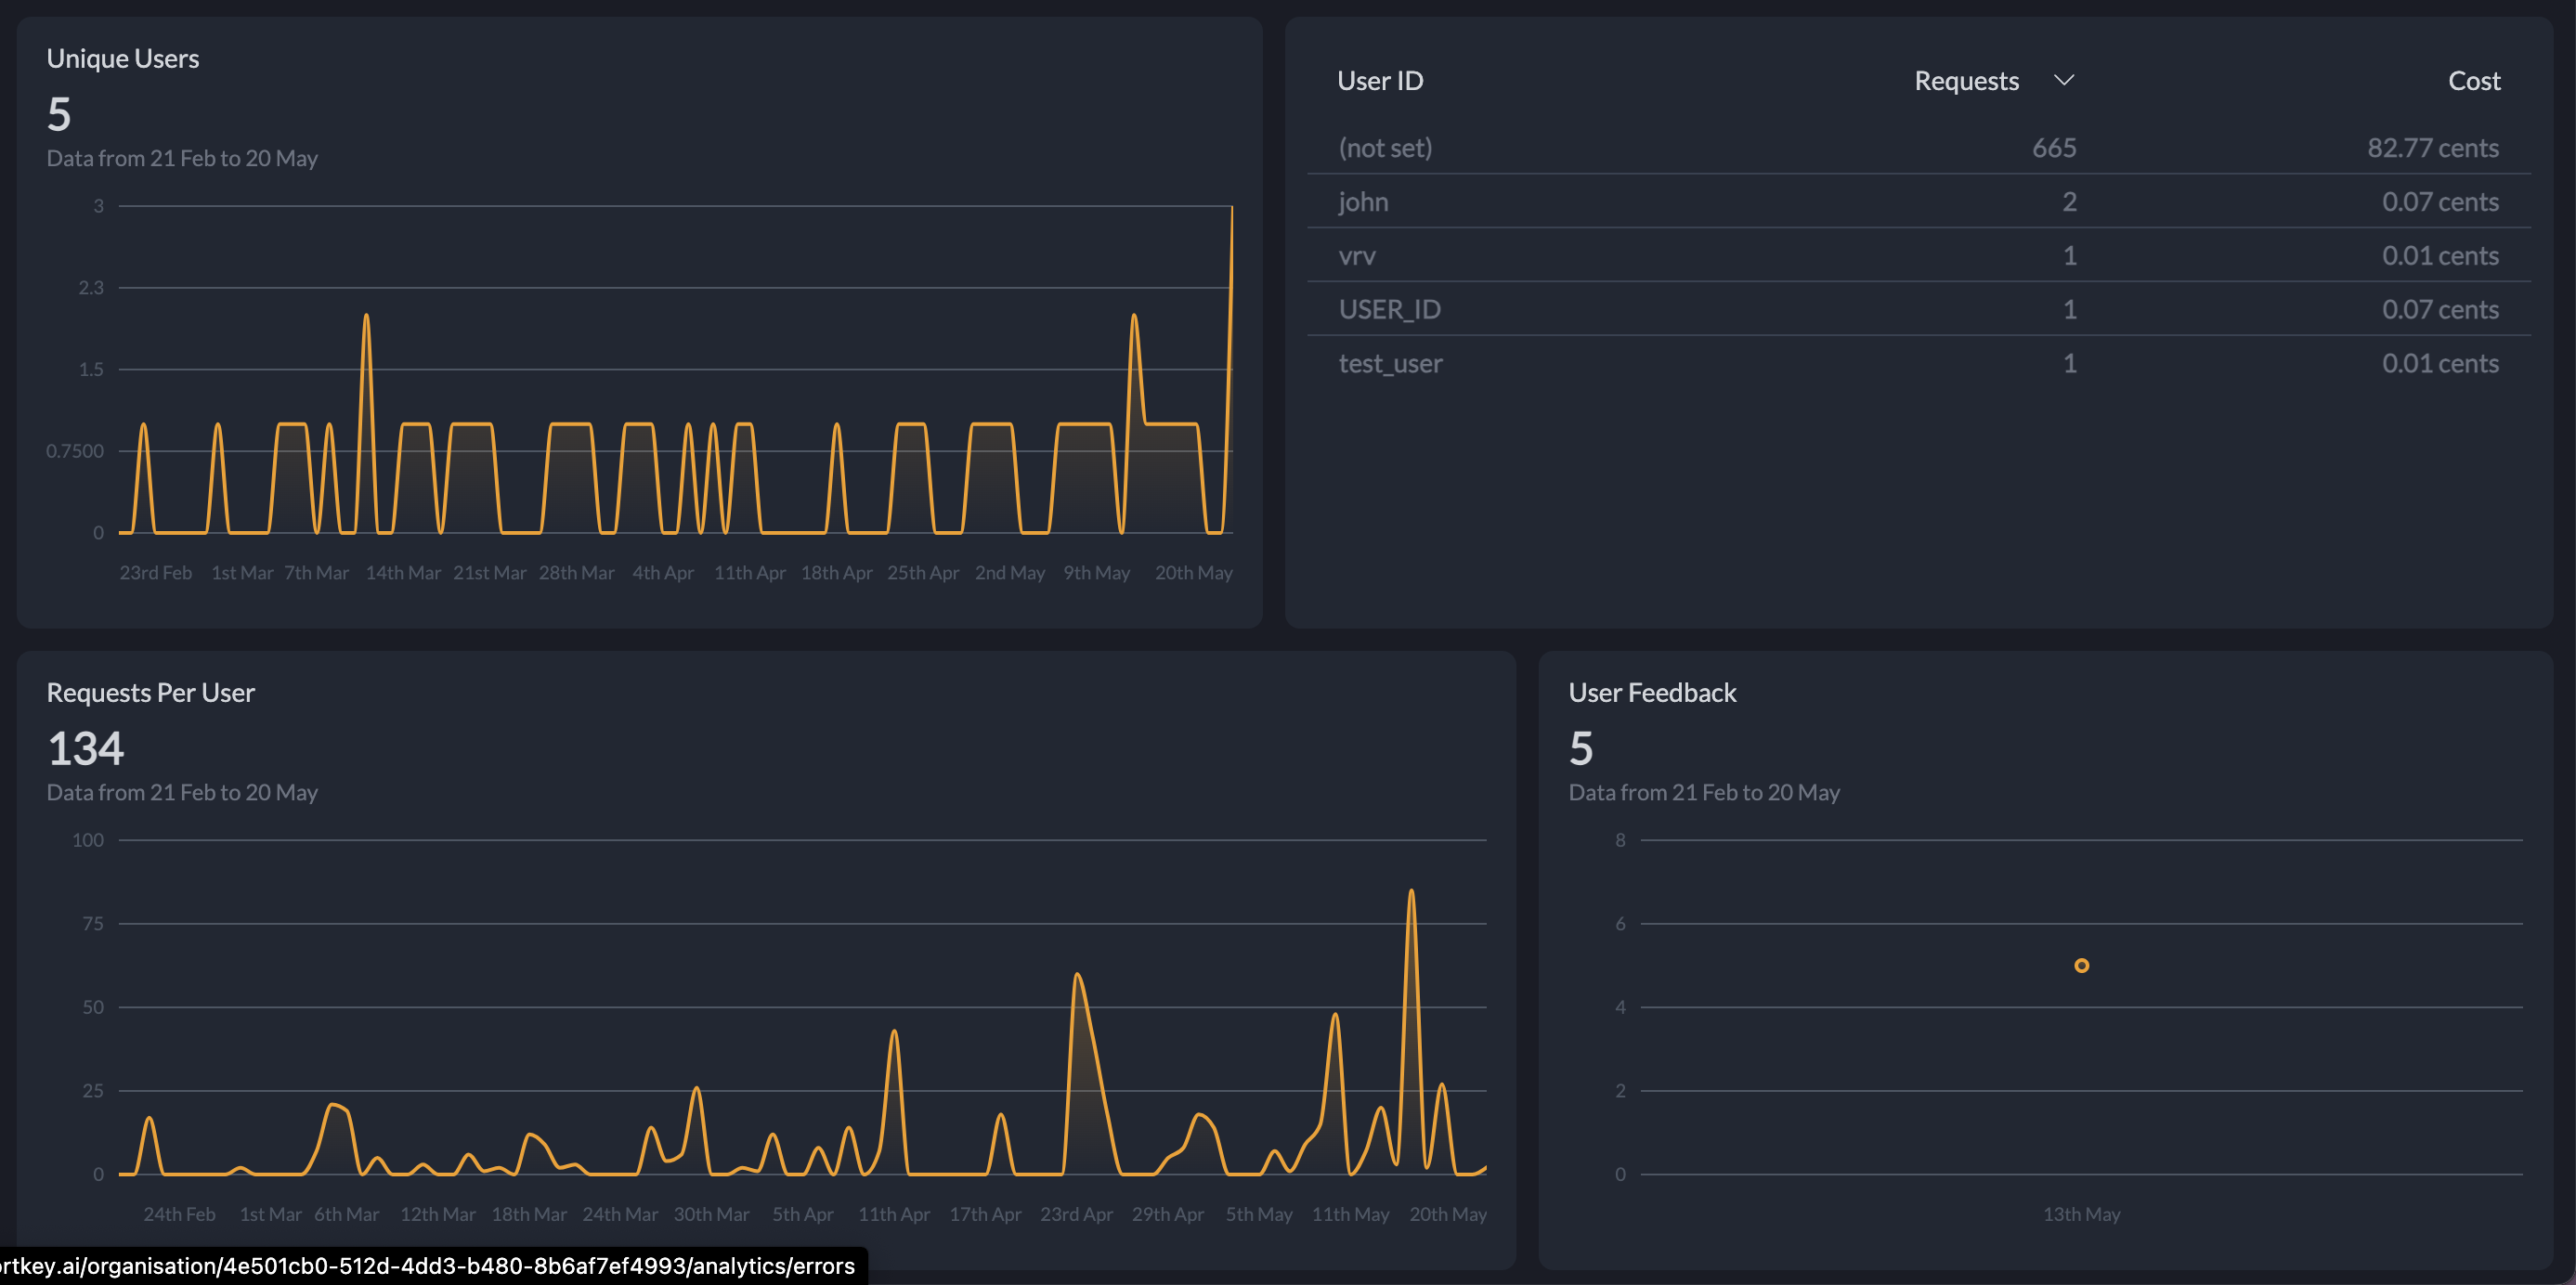 Unique Users
5
Data from 21 Feb to 20 May
3
2.3
1.5
0.7500
0
23rd Feb 1st Mar 7th Mar 14th Mar 21st Mar 28th Mar 4th Apr 11th Apr 18th Apr 25th Apr 2nd May 9th May 20th May
User ID Requests Cost
(not set) 665 82.77 cents
john 2 0.07 cents
vrv 1 0.01 cents
USER_ID 1 0.07 cents
test_user 1 0.01 cents
Requests Per User
134
Data from 21 Feb to 20 May
100
75
50
25
0
24th Feb 1st Mar 6th Mar 12th Mar 18th Mar 24th Mar 30th Mar 5th Apr 11th Apr 17th Apr 23rd Apr 29th Apr 5th May 11th May 20th May
User Feedback
5
Data from 21 Feb to 20 May
8
6
4
2
0
13th May
ortkey.ai/organisation/4e501cb0-512d-4dd3-b480-8b6af7ef4993/analytics/errors